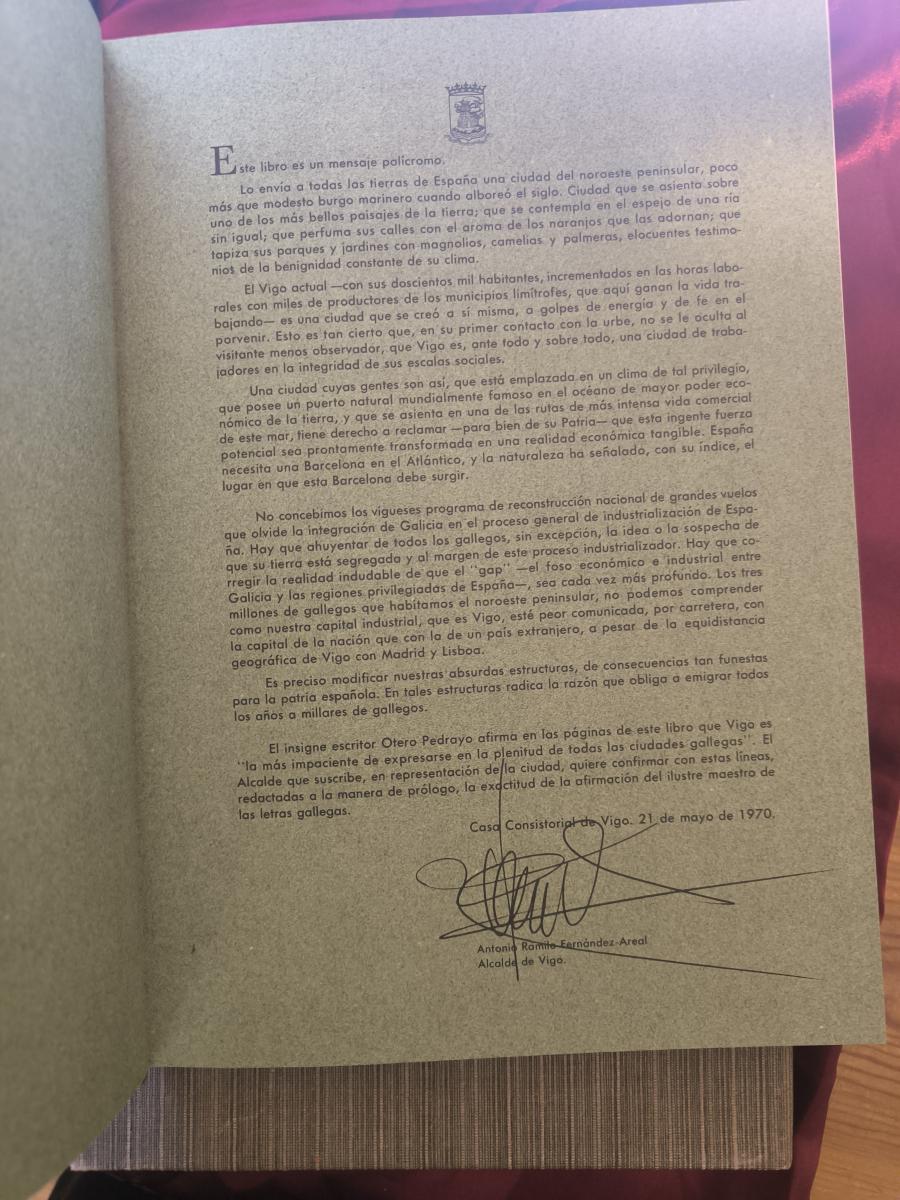 Este libro es un mensaje polícromo.
Lo envía a todas las tierras de España una ciudad del noroeste peninsular, poco
más que modesto burgo marinero cuando alboreó el siglo. Ciudad que se asienta sobre
uno de los más bellos paisajes de la tierra; que se contempla en el espejo de una ría
sin igual; que perfuma sus calles con el aroma de los naranjos que las adornan; que
tapiza sus parques y jardines con magnolios, camelias y palmeras, elocuentes testimo-
nios de la benignidad constante de su clima.
El Vigo actual —con sus doscientos mil habitantes, incrementados en las horas labo-
rales con miles de productores de los municipios limítrofes, que aquí ganan la vida tra-
bajando— es una ciudad que se creó a sí misma, a golpes de energía y de fe en el
porvenir. Esto es tan cierto que, en su primer contacto con la urbe, no se le oculta al
visitante menos observador, que Vigo es, ante todo y sobre todo, una ciudad de traba-
jadores en la integridad de sus escalas sociales.
Una ciudad cuyas gentes son así, que está emplazada en un clima de tal privilegio,
que posee un puerto natural mundialmente famoso en el océano de mayor poder eco-
nómico de la tierra, y que se asienta en una de las rutas de más intensa vida comercial
de este mar, tiene derecho a reclamar —para bien de su Patria— que esta ingente fuerza
potencial sea prontamente transformada en una realidad económica tangible. España
necesita una Barcelona en el Atlántico, y la naturaleza ha señalado, con su índice, el
lugar en que esta Barcelona debe surgir.
No concebimos los vigueses programa de reconstrucción nacional de grandes vuelos
que olvide la integración de Galicia en el proceso general de industrialización de Espa-
ña. Hay que ahuyentar de todos los gallegos, sin excepción, la idea o la sospecha de
que su tierra está segregada y al margen de este proceso industrializador. Hay que co-
rregir la realidad indudable de que el "gap" —el foso económico e industrial entre
Galicia y las regiones privilegiadas de España—, sea cada vez más profundo. Los tres
millones de gallegos que habitamos el noroeste peninsular, no podemos comprender
como nuestra capital industrial, que es Vigo, esté peor comunicada, por carretera, con
la capital de la nación que con la de un país extranjero, a pesar de la equidistancia
geográfica de Vigo con Madrid y Lisboa.
Es preciso modificar nuestras absurdas estructuras, de consecuencias tan funestas
para la patria española. En tales estructuras radica la razón que obliga a emigrar todos
los años a millares de gallegos.
El insigne escritor Otero Pedrayo afirma en las páginas de este libro que Vigo es
"la más impaciente de expresarse en la plenitud de todas las ciudades gallegas". El
Alcalde que suscribe, en representación de la ciudad, quiere confirmar con estas líneas,
redactadas a la manera de prólogo, la exactitud de la afirmación del ilustre maestro de
las letras gallegas.
Casa Consistorial de Vigo. 21 de mayo de 1970.
Antonio Ramilo Fernández-Areal
Alcalde de Vigo.